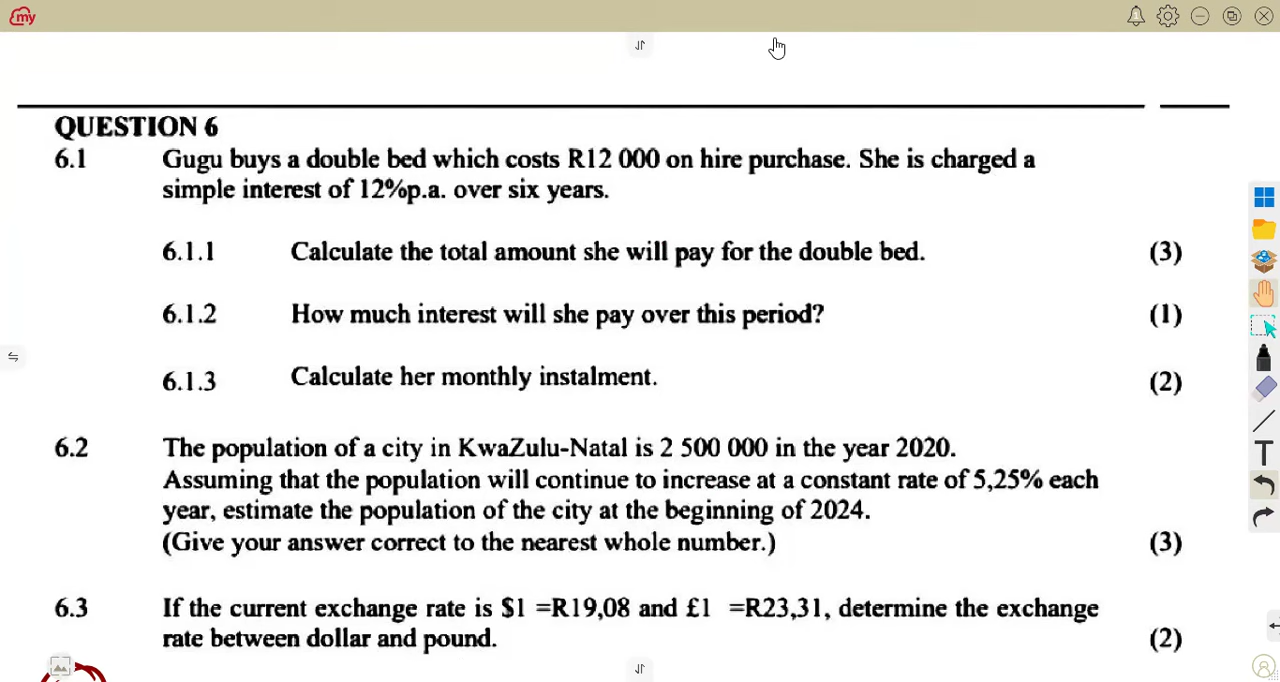 my
QUESTION 6
6.1 Gugu buys a double bed which costs R12 000 on hire purchase. She is charged a
simple interest of 12%p.a. over six years.
6.1.1 Calculate the total amount she will pay for the double bed. (3)
6.1.2 How much interest will she pay over this period? (1)
6.1.3 Calculate her monthly instalment. (2)
6.2 The population of a city in KwaZulu-Natal is 2 500 000 in the year 2020.
Assuming that the population will continue to increase at a constant rate of 5,25% each
year, estimate the population of the city at the beginning of 2024.
(Give your answer correct to the nearest whole number.) (3)
6.3 If the current exchange rate is $1 =R19,08 and £1 =R23,31, determine the exchange
rate between dollar and pound. (2)